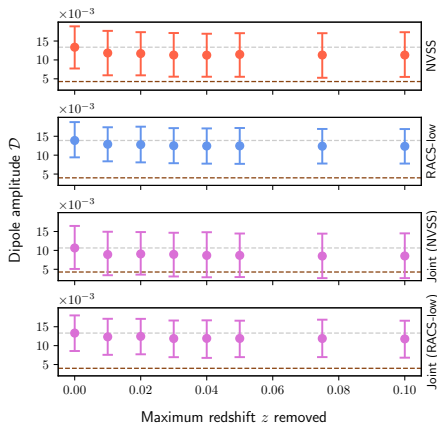 ×10⁻³
15
10
5
NVSS
×10⁻³
15
10
5
RACS-low
×10⁻³
15
10
5
Joint (NVSS)
×10⁻³
15
10
5
Joint (RACS-low)
Dipole amplitude 𝒟
0.00 0.02 0.04 0.06 0.08 0.10
Maximum redshift z removed